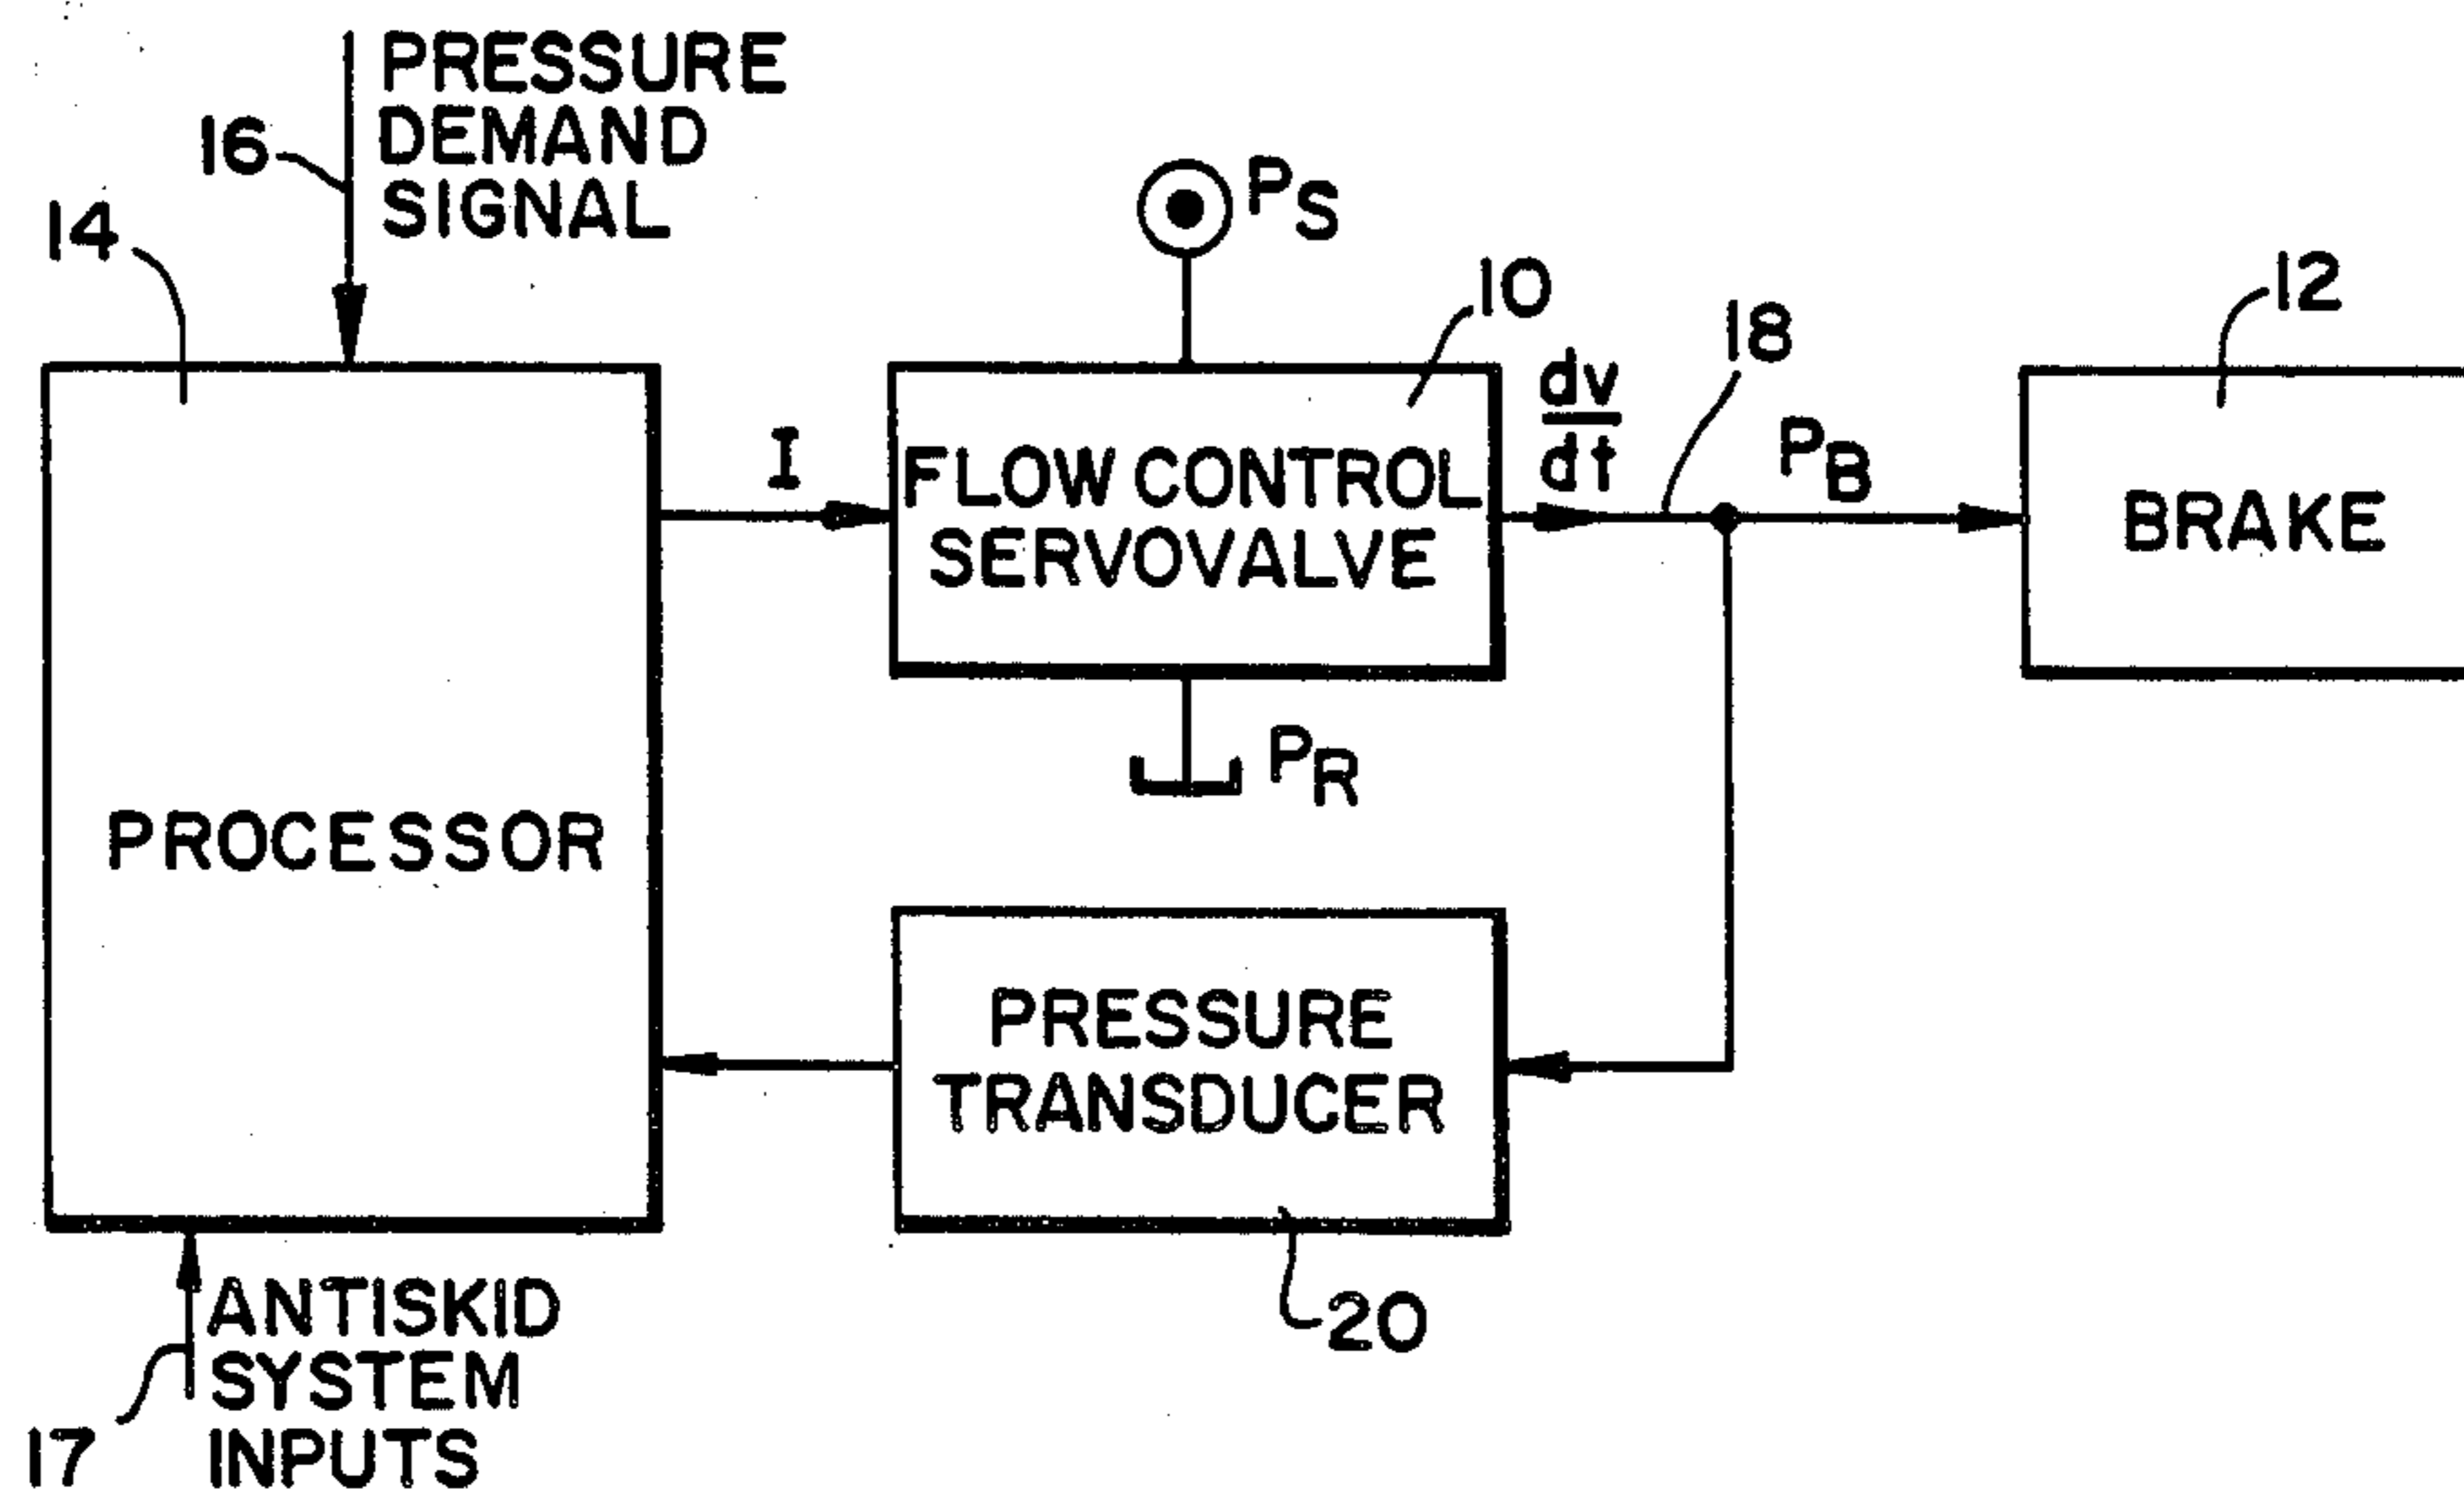 PRESSURE
DEMAND
SIGNAL
16
14
PS
10
18
12
dv
dt
I
PB
FLOW CONTROL
SERVOVALVE
BRAKE
PR
PROCESSOR
PRESSURE
TRANSDUCER
20
ANTISKID
SYSTEM
INPUTS
17